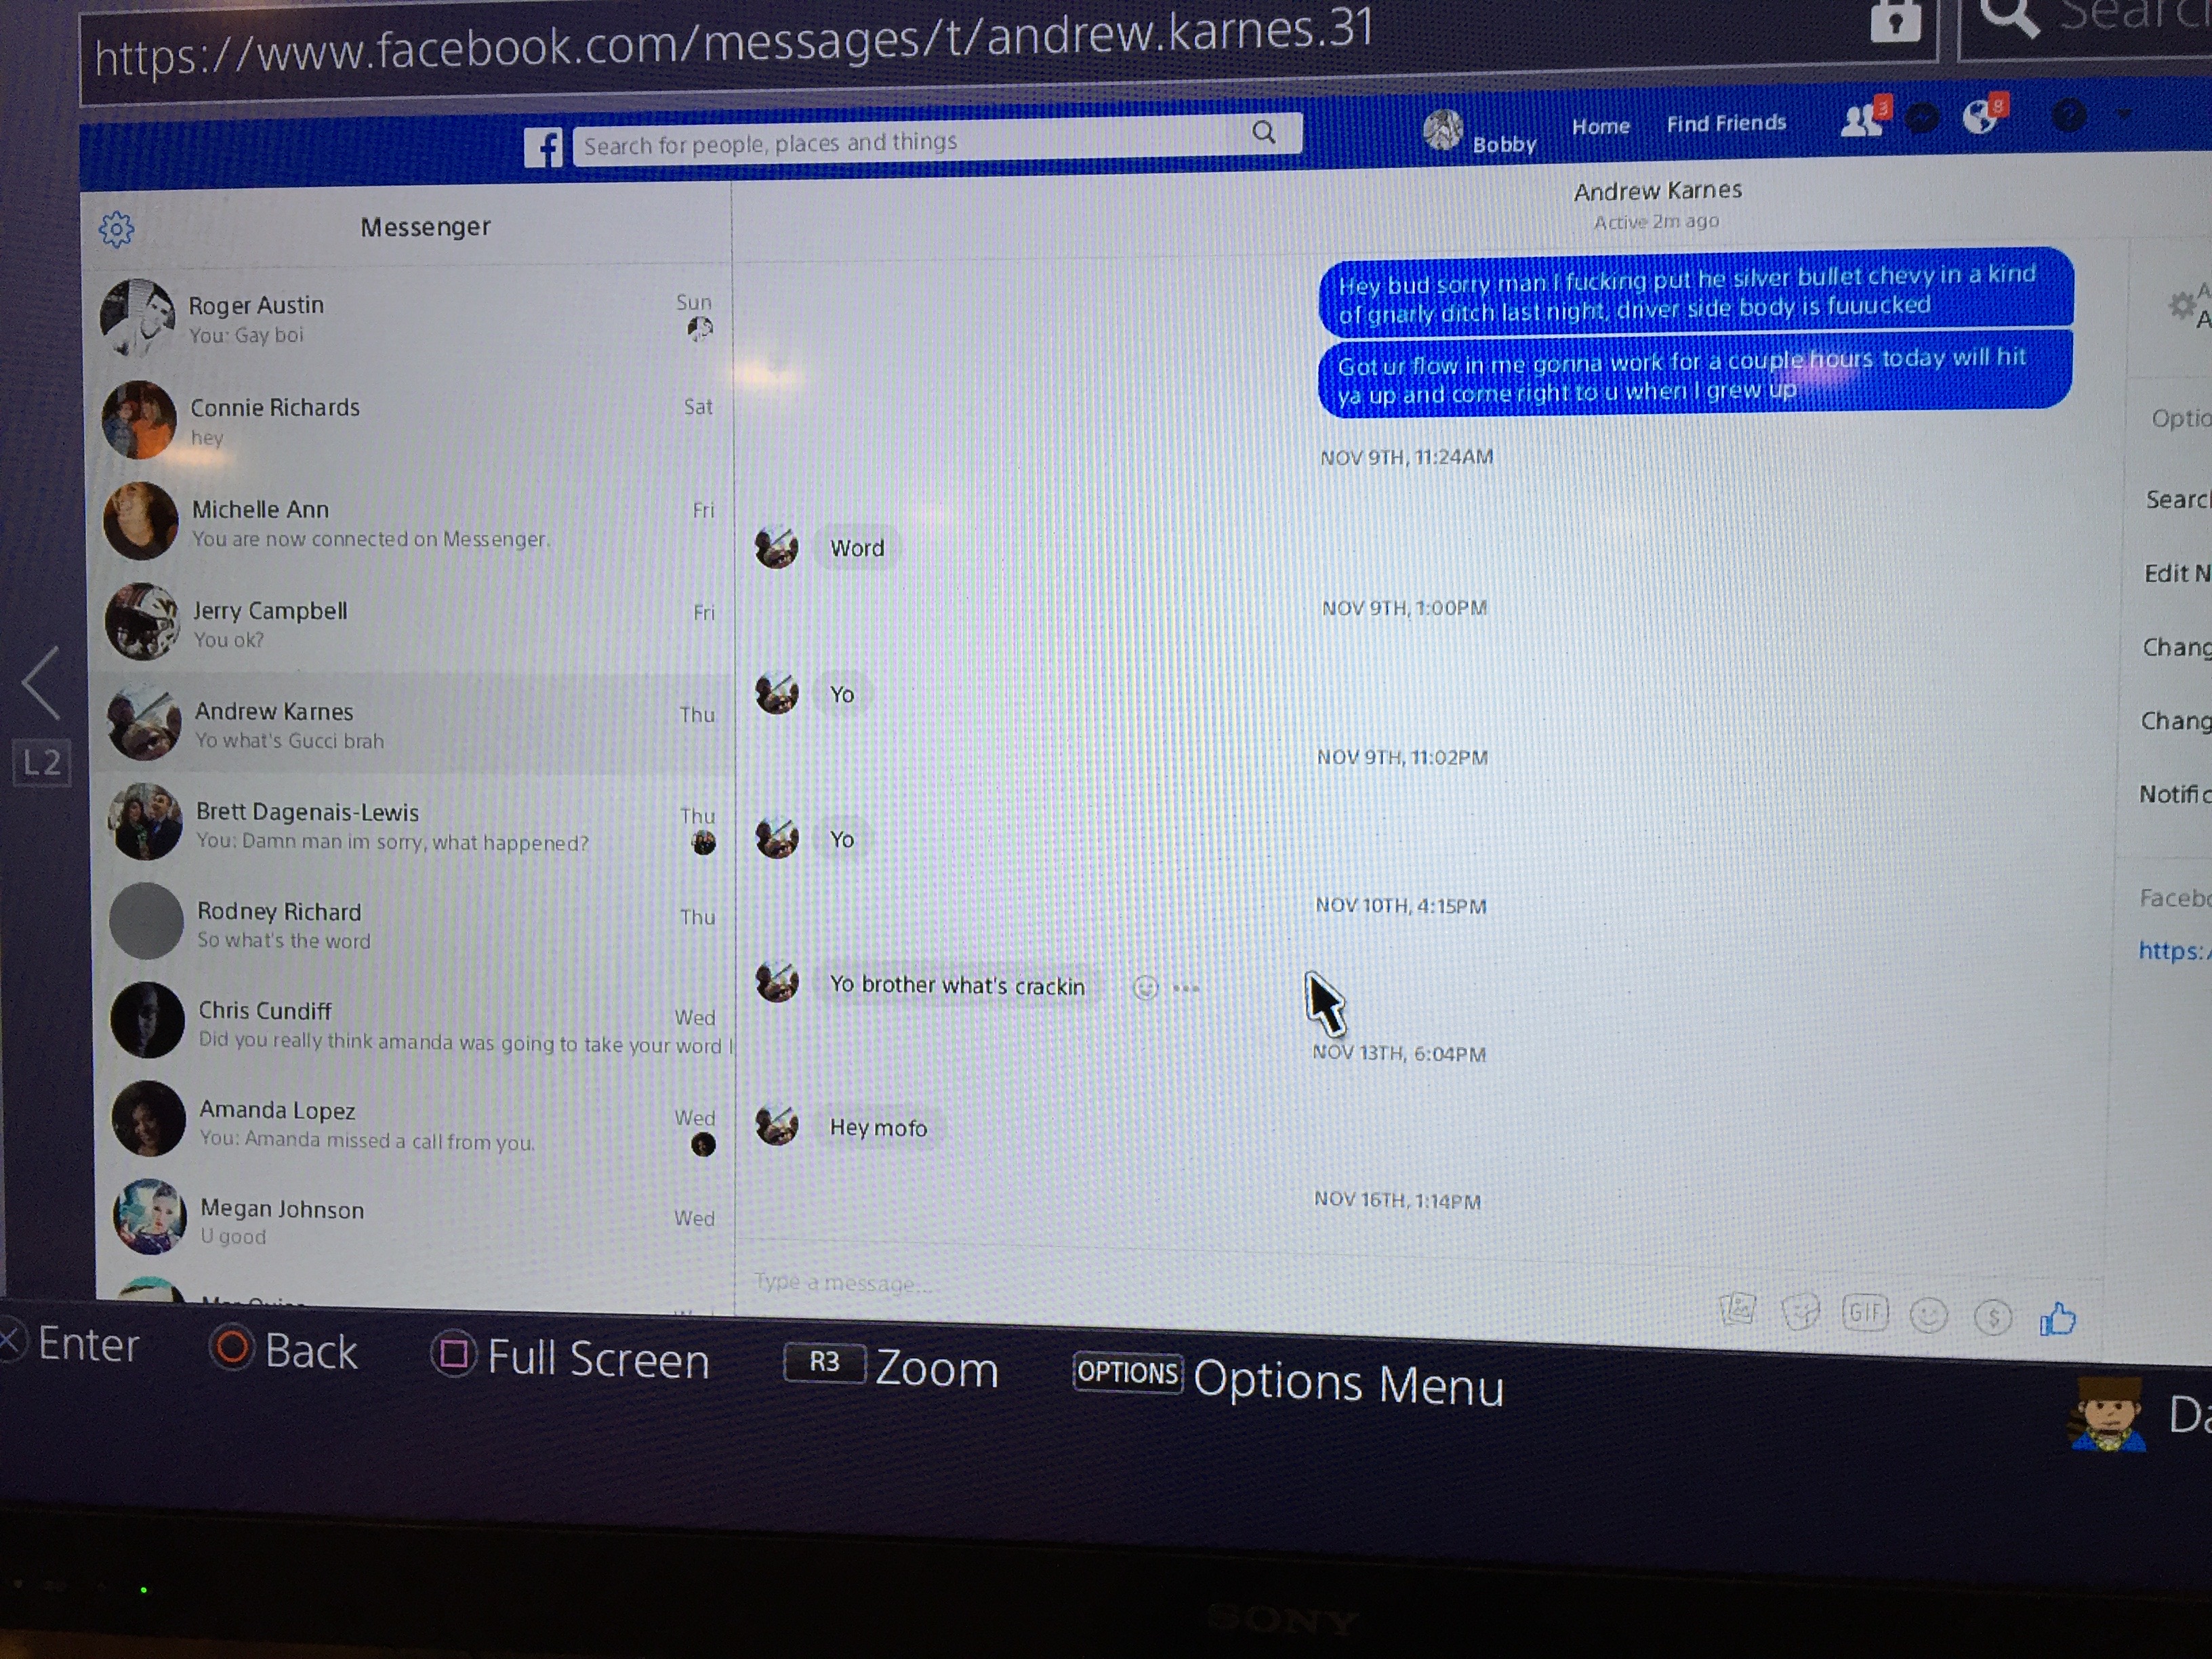 https://www.facebook.com/messages/t/andrew.karnes.31
Search for people, places and things
Bobby
Home
Find Friends
3
8
Messenger
Andrew Karnes
Active 2m ago
Roger Austin
Sun
You: Gay boi
Connie Richards
Sat
hey
Michelle Ann
Fri
You are now connected on Messenger.
Jerry Campbell
Fri
You ok?
Andrew Karnes
Thu
Yo what's Gucci brah
Brett Dagenais-Lewis
Thu
You: Damn man im sorry, what happened?
Rodney Richard
Thu
So what's the word
Chris Cundiff
Wed
Did you really think amanda was going to take your word
Amanda Lopez
Wed
You: Amanda missed a call from you.
Megan Johnson
Wed
U good
Hey bud sorry man I fucking put he silver bullet chevy in a kind
of gnarly ditch last night, driver side body is fuuucked
Got ur flow in me gonna work for a couple hours today will hit
ya up and come right to u when I grew up
NOV 9TH, 11:24AM
Word
NOV 9TH, 1:00PM
Yo
NOV 9TH, 11:02PM
Yo
NOV 10TH, 4:15PM
Yo brother what's crackin
NOV 13TH, 6:04PM
Hey mofo
NOV 16TH, 1:14PM
Type a message...
GIF
$
Optio
Searc
Edit N
Chang
Chang
Notific
Facebo
https:/
L2
Enter
Back
Full Screen
R3 Zoom
OPTIONS Options Menu
Da
SONY